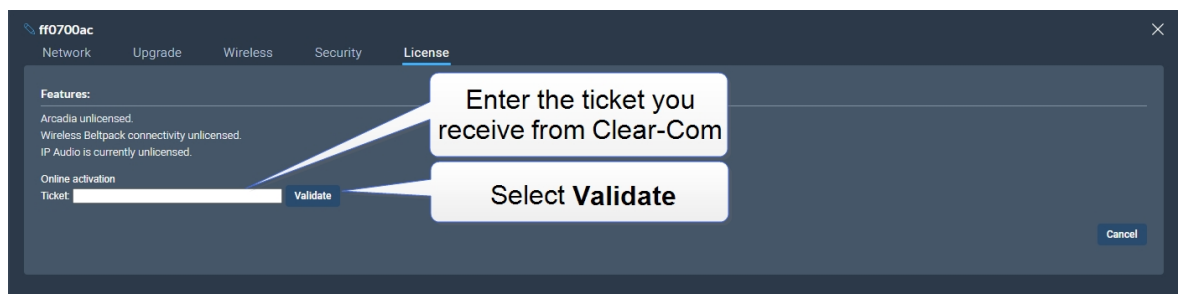 ff0700ac
Network Upgrade Wireless Security License
Features:
Arcadia unlicensed.
Wireless Beltpack connectivity unlicensed.
IP Audio is currently unlicensed.
Enter the ticket you
receive from Clear-Com
Online activation
Ticket: Validate
Select Validate
Cancel